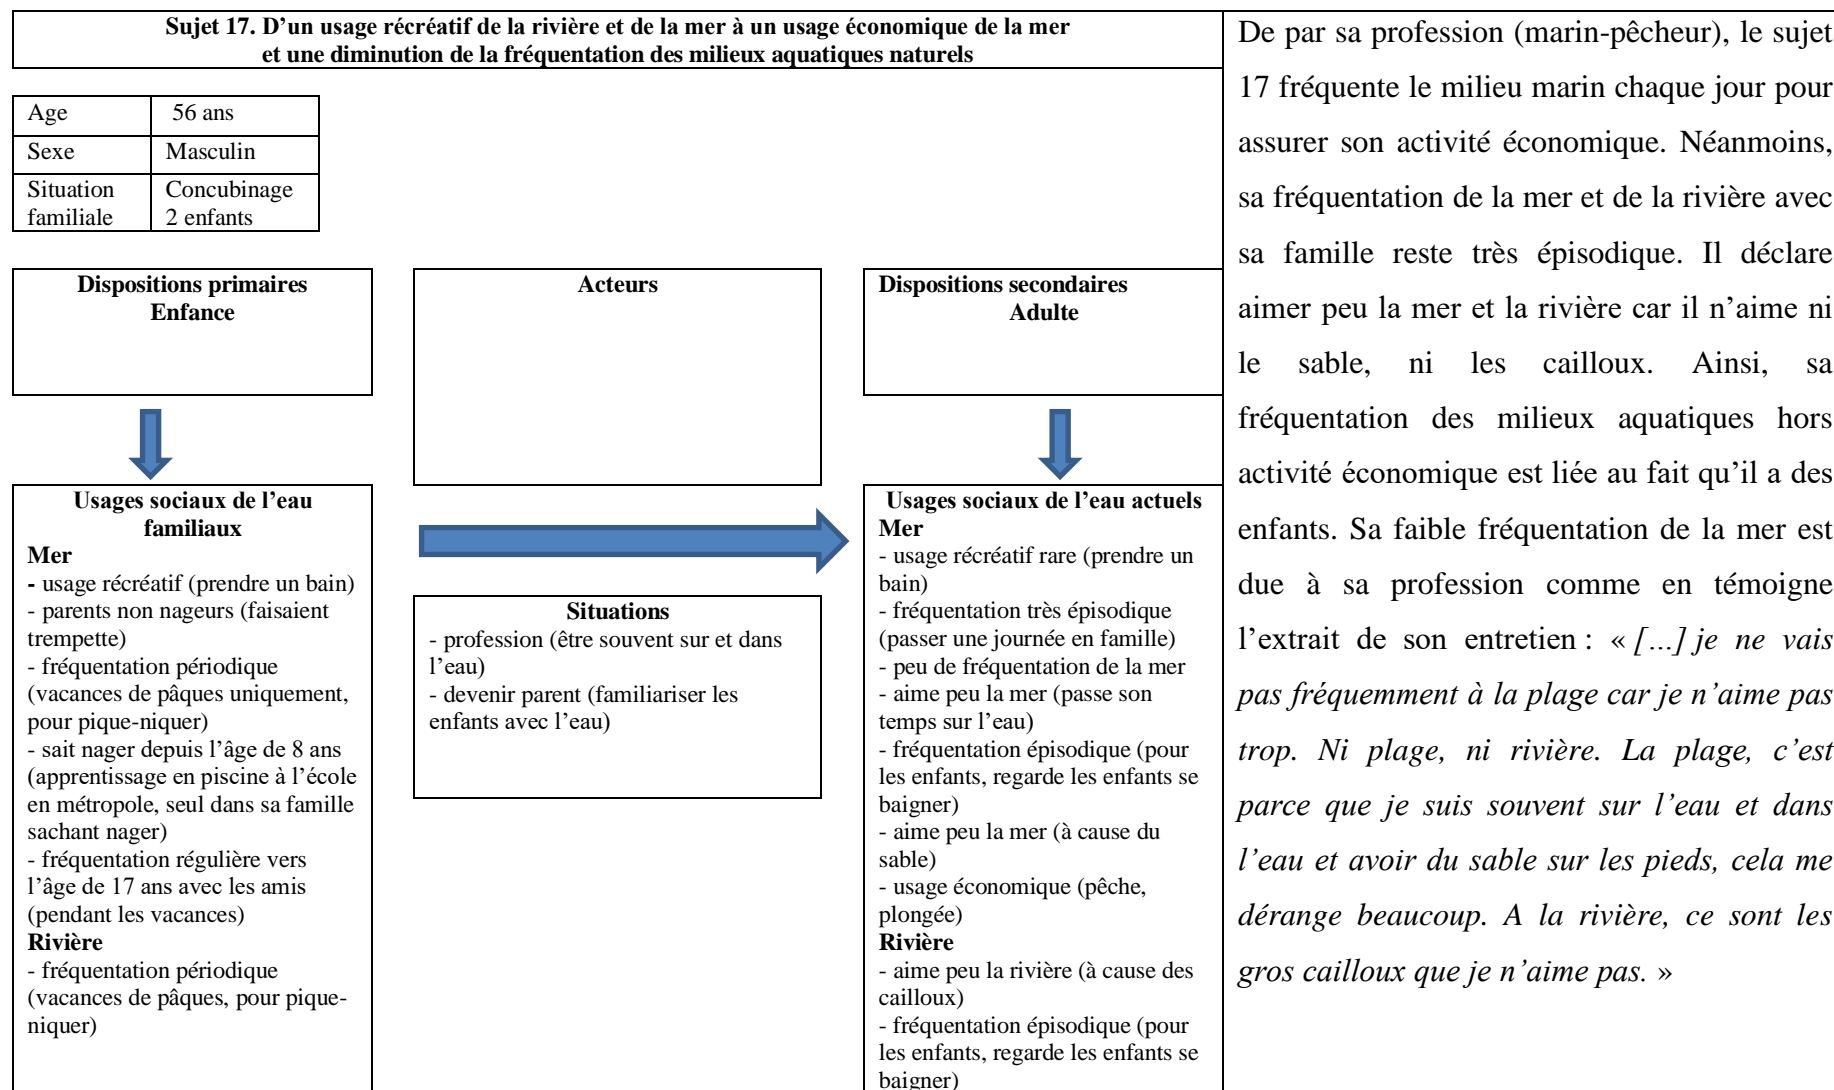 Sujet 17. D’un usage récréatif de la rivière et de la mer à un usage économique de la mer
et une diminution de la fréquentation des milieux aquatiques naturels
Age 56 ans
Sexe Masculin
Situation familiale Concubinage 2 enfants
Dispositions primaires
Enfance
Usages sociaux de l’eau
familiaux
Mer
- usage récréatif (prendre un bain)
- parents non nageurs (faisaient
trempette)
- fréquentation périodique
(vacances de pâques uniquement,
pour pique-niquer)
- sait nager depuis l’âge de 8 ans
(apprentissage en piscine à l’école
en métropole, seul dans sa famille
sachant nager)
- fréquentation régulière vers
l’âge de 17 ans avec les amis
(pendant les vacances)
Rivière
- fréquentation périodique
(vacances de pâques, pour pique-
niquer)
Acteurs
Situations
- profession (être souvent sur et dans
l’eau)
- devenir parent (familiariser les
enfants avec l’eau)
Dispositions secondaires
Adulte
Usages sociaux de l’eau actuels
Mer
- usage récréatif rare (prendre un
bain)
- fréquentation très épisodique
(passer une journée en famille)
- peu de fréquentation de la mer
- aime peu la mer (passe son
temps sur l’eau)
- fréquentation épisodique (pour
les enfants, regarde les enfants se
baigner)
- aime peu la mer (à cause du
sable)
- usage économique (pêche,
plongée)
Rivière
- aime peu la rivière (à cause des
cailloux)
- fréquentation épisodique (pour
les enfants, regarde les enfants se
baigner)
De par sa profession (marin-pêcheur), le sujet
17 fréquente le milieu marin chaque jour pour
assurer son activité économique. Néanmoins,
sa fréquentation de la mer et de la rivière avec
sa famille reste très épisodique. Il déclare
aimer peu la mer et la rivière car il n’aime ni
le sable, ni les cailloux. Ainsi, sa
fréquentation des milieux aquatiques hors
activité économique est liée au fait qu’il a des
enfants. Sa faible fréquentation de la mer est
due à sa profession comme en témoigne
l’extrait de son entretien : « […] je ne vais
pas fréquemment à la plage car je n’aime pas
trop. Ni plage, ni rivière. La plage, c’est
parce que je suis souvent sur l’eau et dans
l’eau et avoir du sable sur les pieds, cela me
dérange beaucoup. A la rivière, ce sont les
gros cailloux que je n’aime pas. »